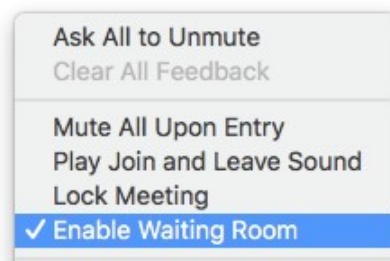 Ask All to Unmute
Clear All Feedback
Mute All Upon Entry
Play Join and Leave Sound
Lock Meeting
✓ Enable Waiting Room